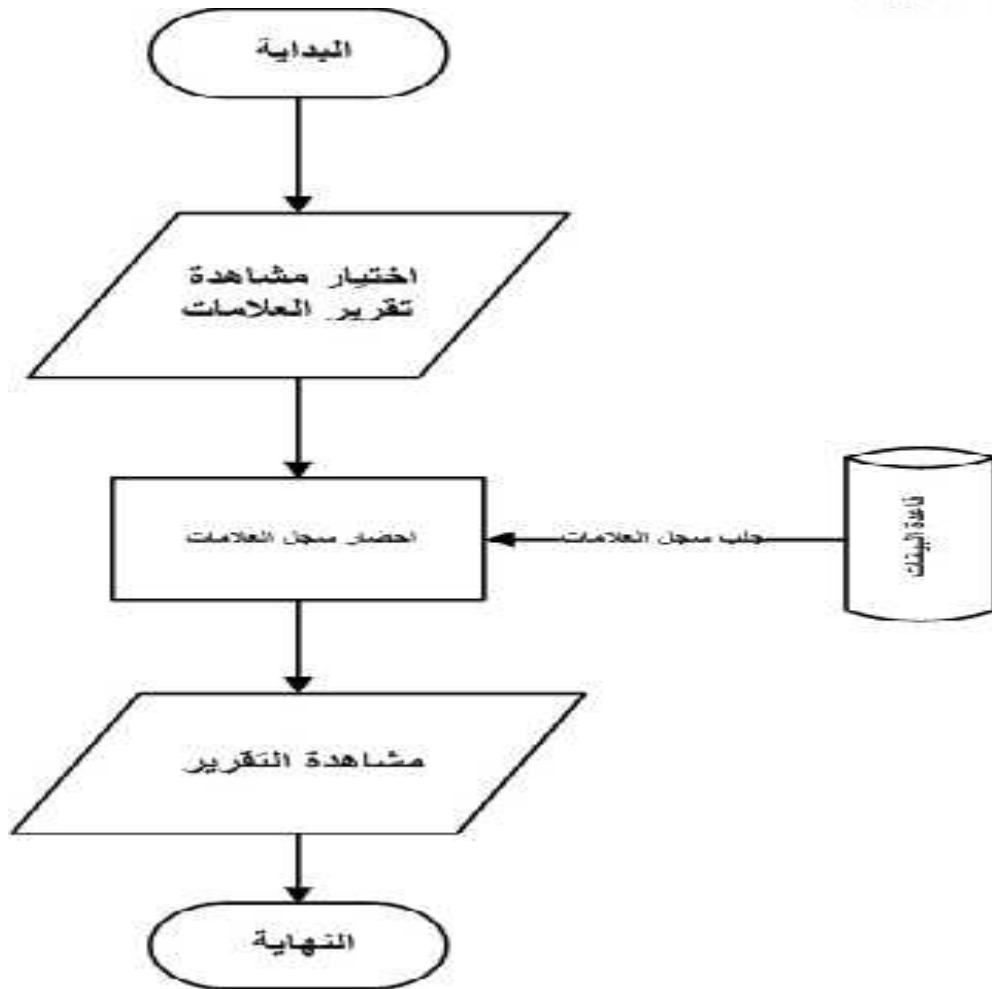 البداية
اختيار مشاهدة
تقرير العلامات
احضار سجل العلامات
جلب سجل العلامات
قاعدة البيانات
مشاهدة التقرير
النهاية